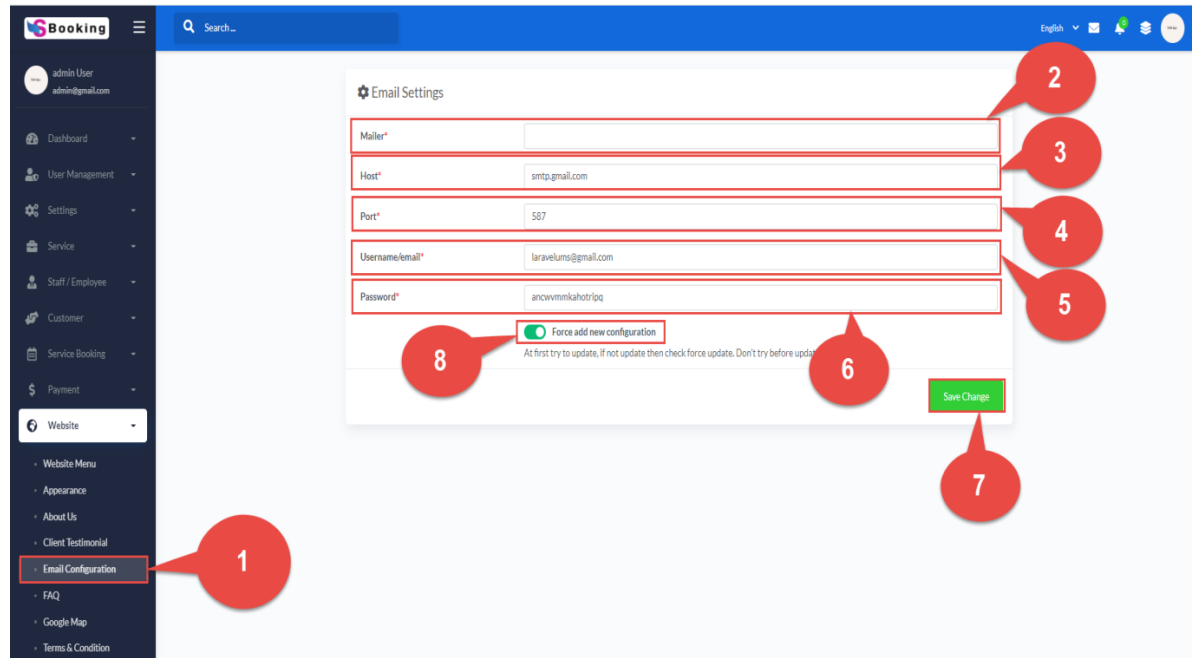 SBooking
Search...
English
0
admin User
admin@gmail.com
Dashboard
User Management
Settings
Service
Staff / Employee
Customer
Service Booking
$ Payment
Website
Website Menu
Appearance
About Us
Client Testimonial
Email Configuration
FAQ
Google Map
Terms & Condition
Email Settings
Mailer*
Host* smtp.gmail.com
Port* 587
Username/email* laravelums@gmail.com
Password* ancwvmmkahotripq
Force add new configuration
At first try to update, if not update then check force update. Don't try before
Save Change
1
2
3
4
5
6
7
8